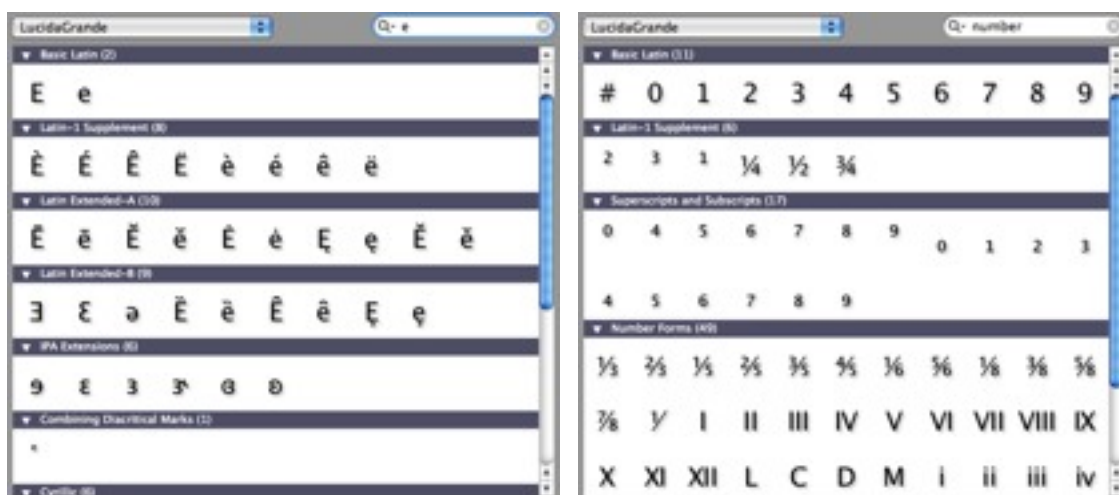 LucidaGrande e
Basic Latin (2)
E e
Latin-1 Supplement (8)
È É Ê Ë è é ê ë
Latin Extended-A (10)
Ē ē Ĕ ĕ Ė ė Ę ę Ě ě
Latin Extended-B (9)
Ǝ Ɛ ǝ Ȅ ȅ Ȇ ȇ Ȩ ȩ
IPA Extensions (6)
ɘ ɛ ɜ ɝ ɞ ʚ
Combining Diacritical Marks (1)
Cyrillic (6)
LucidaGrande number
Basic Latin (11)
# 0 1 2 3 4 5 6 7 8 9
Latin-1 Supplement (6)
² ³ ¹ ¼ ½ ¾
Superscripts and Subscripts (17)
⁰ ⁴ ⁵ ⁶ ⁷ ⁸ ⁹ ₀ ₁ ₂ ₃
₄ ₅ ₆ ₇ ₈ ₉
Number Forms (49)
⅓ ⅔ ⅕ ⅖ ⅗ ⅘ ⅙ ⅚ ⅛ ⅜ ⅝
⅞ ⅟ Ⅰ Ⅱ Ⅲ Ⅳ Ⅴ Ⅵ Ⅶ Ⅷ Ⅸ
Ⅹ Ⅺ Ⅻ Ⅼ Ⅽ Ⅾ Ⅿ ⅰ ⅱ ⅲ ⅳ